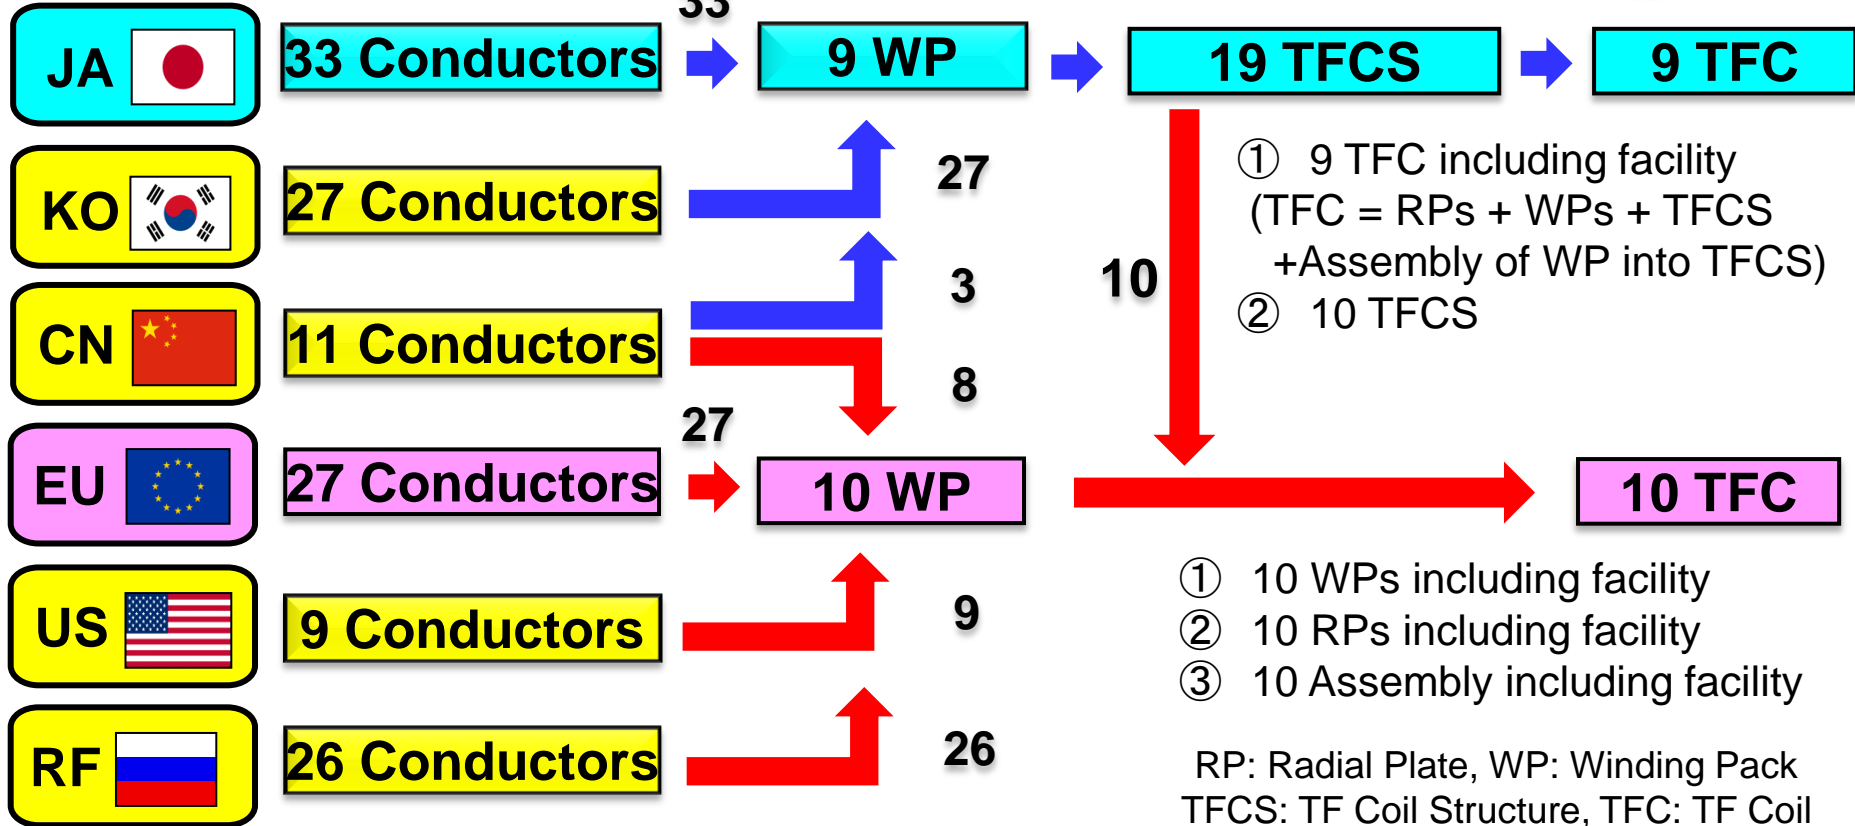 33
JA
33 Conductors
9 WP
19 TFCS
9 TFC
KO
27 Conductors
27
① 9 TFC including facility
(TFC = RPs + WPs + TFCS
+Assembly of WP into TFCS)
② 10 TFCS
CN
11 Conductors
3
8
10
EU
27 Conductors
27
10 WP
10 TFC
US
9 Conductors
9
① 10 WPs including facility
② 10 RPs including facility
③ 10 Assembly including facility
RF
26 Conductors
26
RP: Radial Plate, WP: Winding Pack
TFCS: TF Coil Structure, TFC: TF Coil